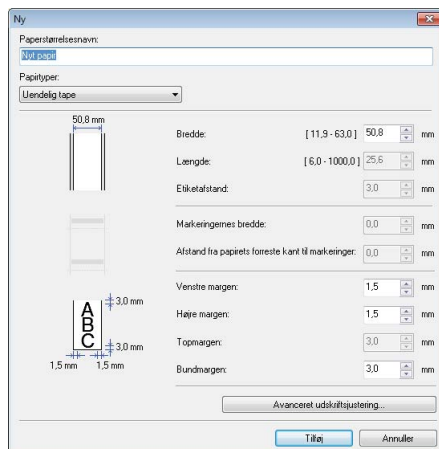 Ny
Paperstørrelsesnavn:
Nyt papir
Papirtyper:
Uendelig tape
50,8 mm
Bredde: [ 11,9 - 63,0 ] 50,8 mm
Længde: [ 6,0 - 1000,0 ] 25,6 mm
Etiketafstand: 3,0 mm
Markeringernes bredde: 0,0 mm
Afstand fra papirets forreste kant til markeringer: 0,0 mm
Venstre margen: 1,5 mm
3,0 mm
ABC
Højre margen: 1,5 mm
3,0 mm
Topmargen: 3,0 mm
1,5 mm 1,5 mm
Bundmargen: 3,0 mm
Avanceret udskriftsjustering...
Tilføj Annuller